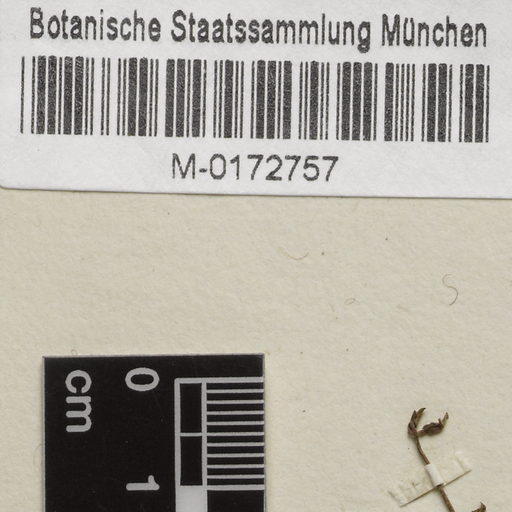 Botanische Staatssammlung München
M-0172757
0
cm
1